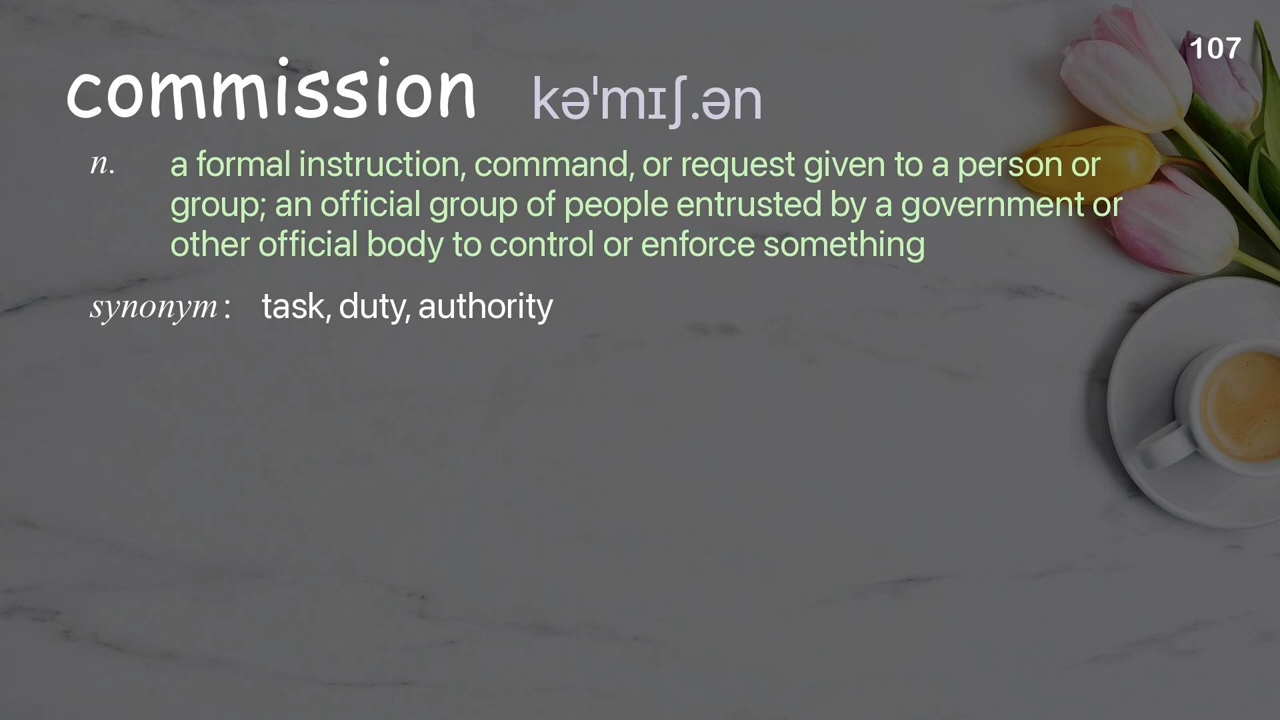 107
commission kəˈmɪʃ.ən
n. a formal instruction, command, or request given to a person or
group; an official group of people entrusted by a government or
other official body to control or enforce something
synonym : task, duty, authority